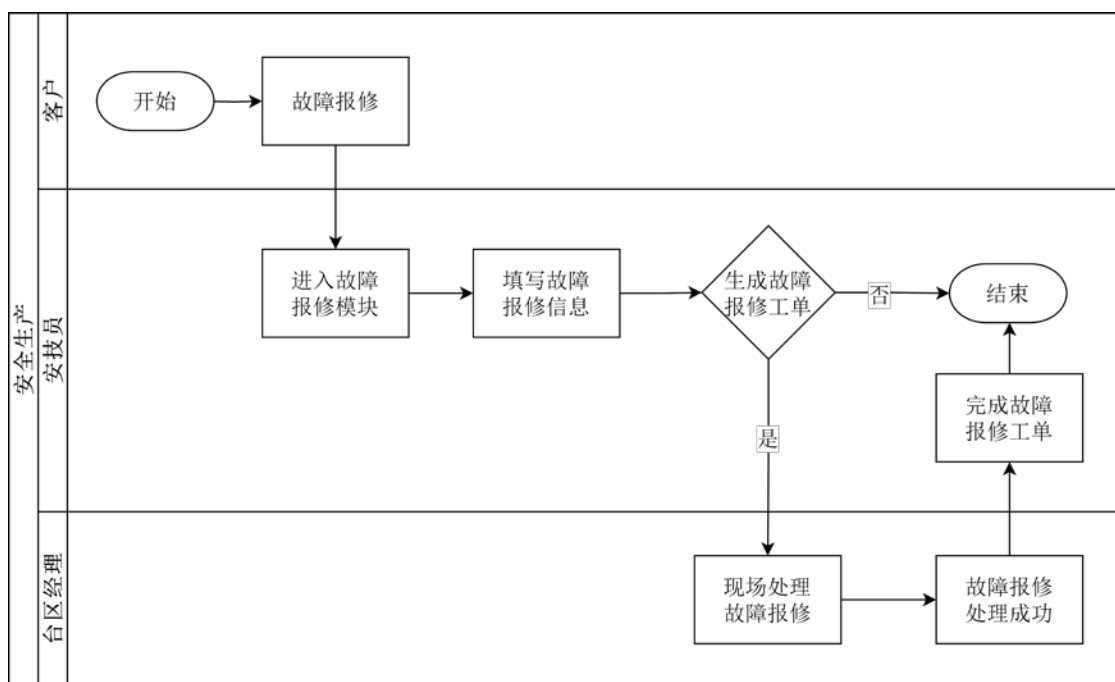 安全生产
客户
开始
故障报修
安技员
进入故障
报修模块
填写故障
报修信息
生成故障
报修工单
否
结束
是
完成故障
报修工单
台区经理
现场处理
故障报修
故障报修
处理成功